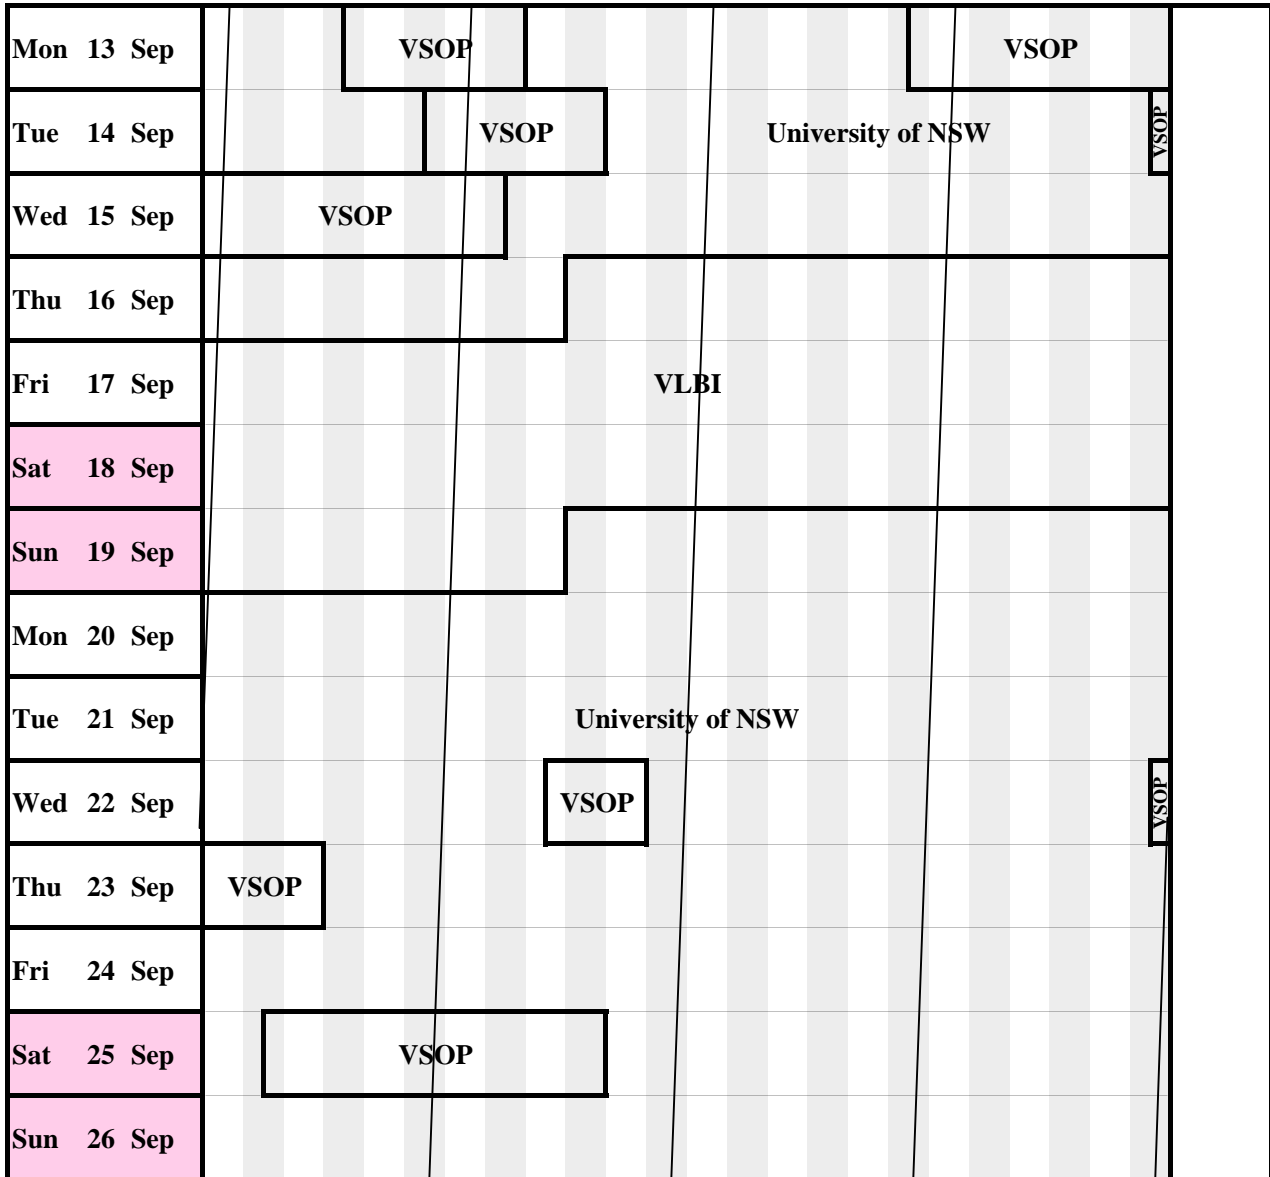 Mon 13 Sep VSOP VSOP
Tue 14 Sep VSOP University of NSW VSOP
Wed 15 Sep VSOP
Thu 16 Sep
Fri 17 Sep VLBI
Sat 18 Sep
Sun 19 Sep
Mon 20 Sep
Tue 21 Sep University of NSW
Wed 22 Sep VSOP VSOP
Thu 23 Sep VSOP
Fri 24 Sep
Sat 25 Sep VSOP
Sun 26 Sep